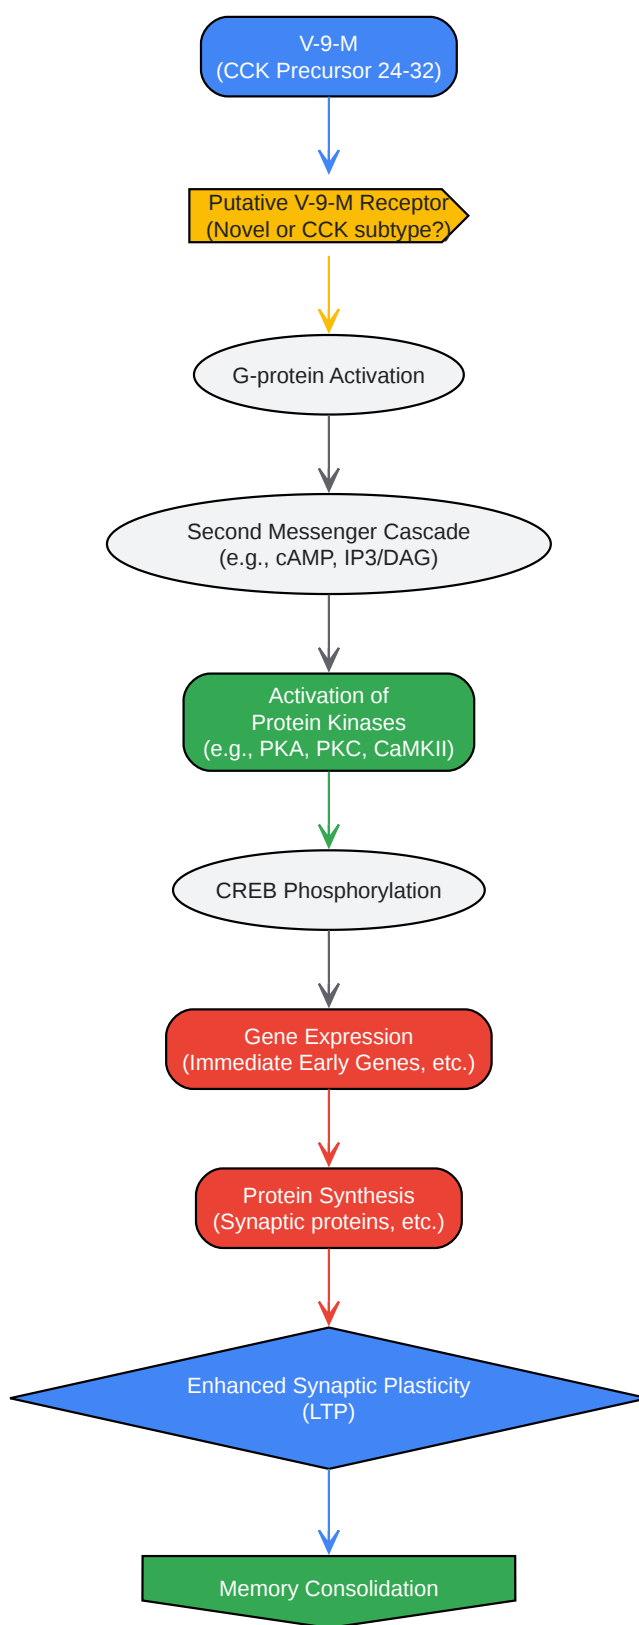 V-9-M
(CCK Precursor 24-32)
Putative V-9-M Receptor
(Novel or CCK subtype?)
G-protein Activation
Second Messenger Cascade
(e.g., cAMP, IP3/DAG)
Activation of
Protein Kinases
(e.g., PKA, PKC, CaMKII)
CREB Phosphorylation
Gene Expression
(Immediate Early Genes, etc.)
Protein Synthesis
(Synaptic proteins, etc.)
Enhanced Synaptic Plasticity
(LTP)
Memory Consolidation